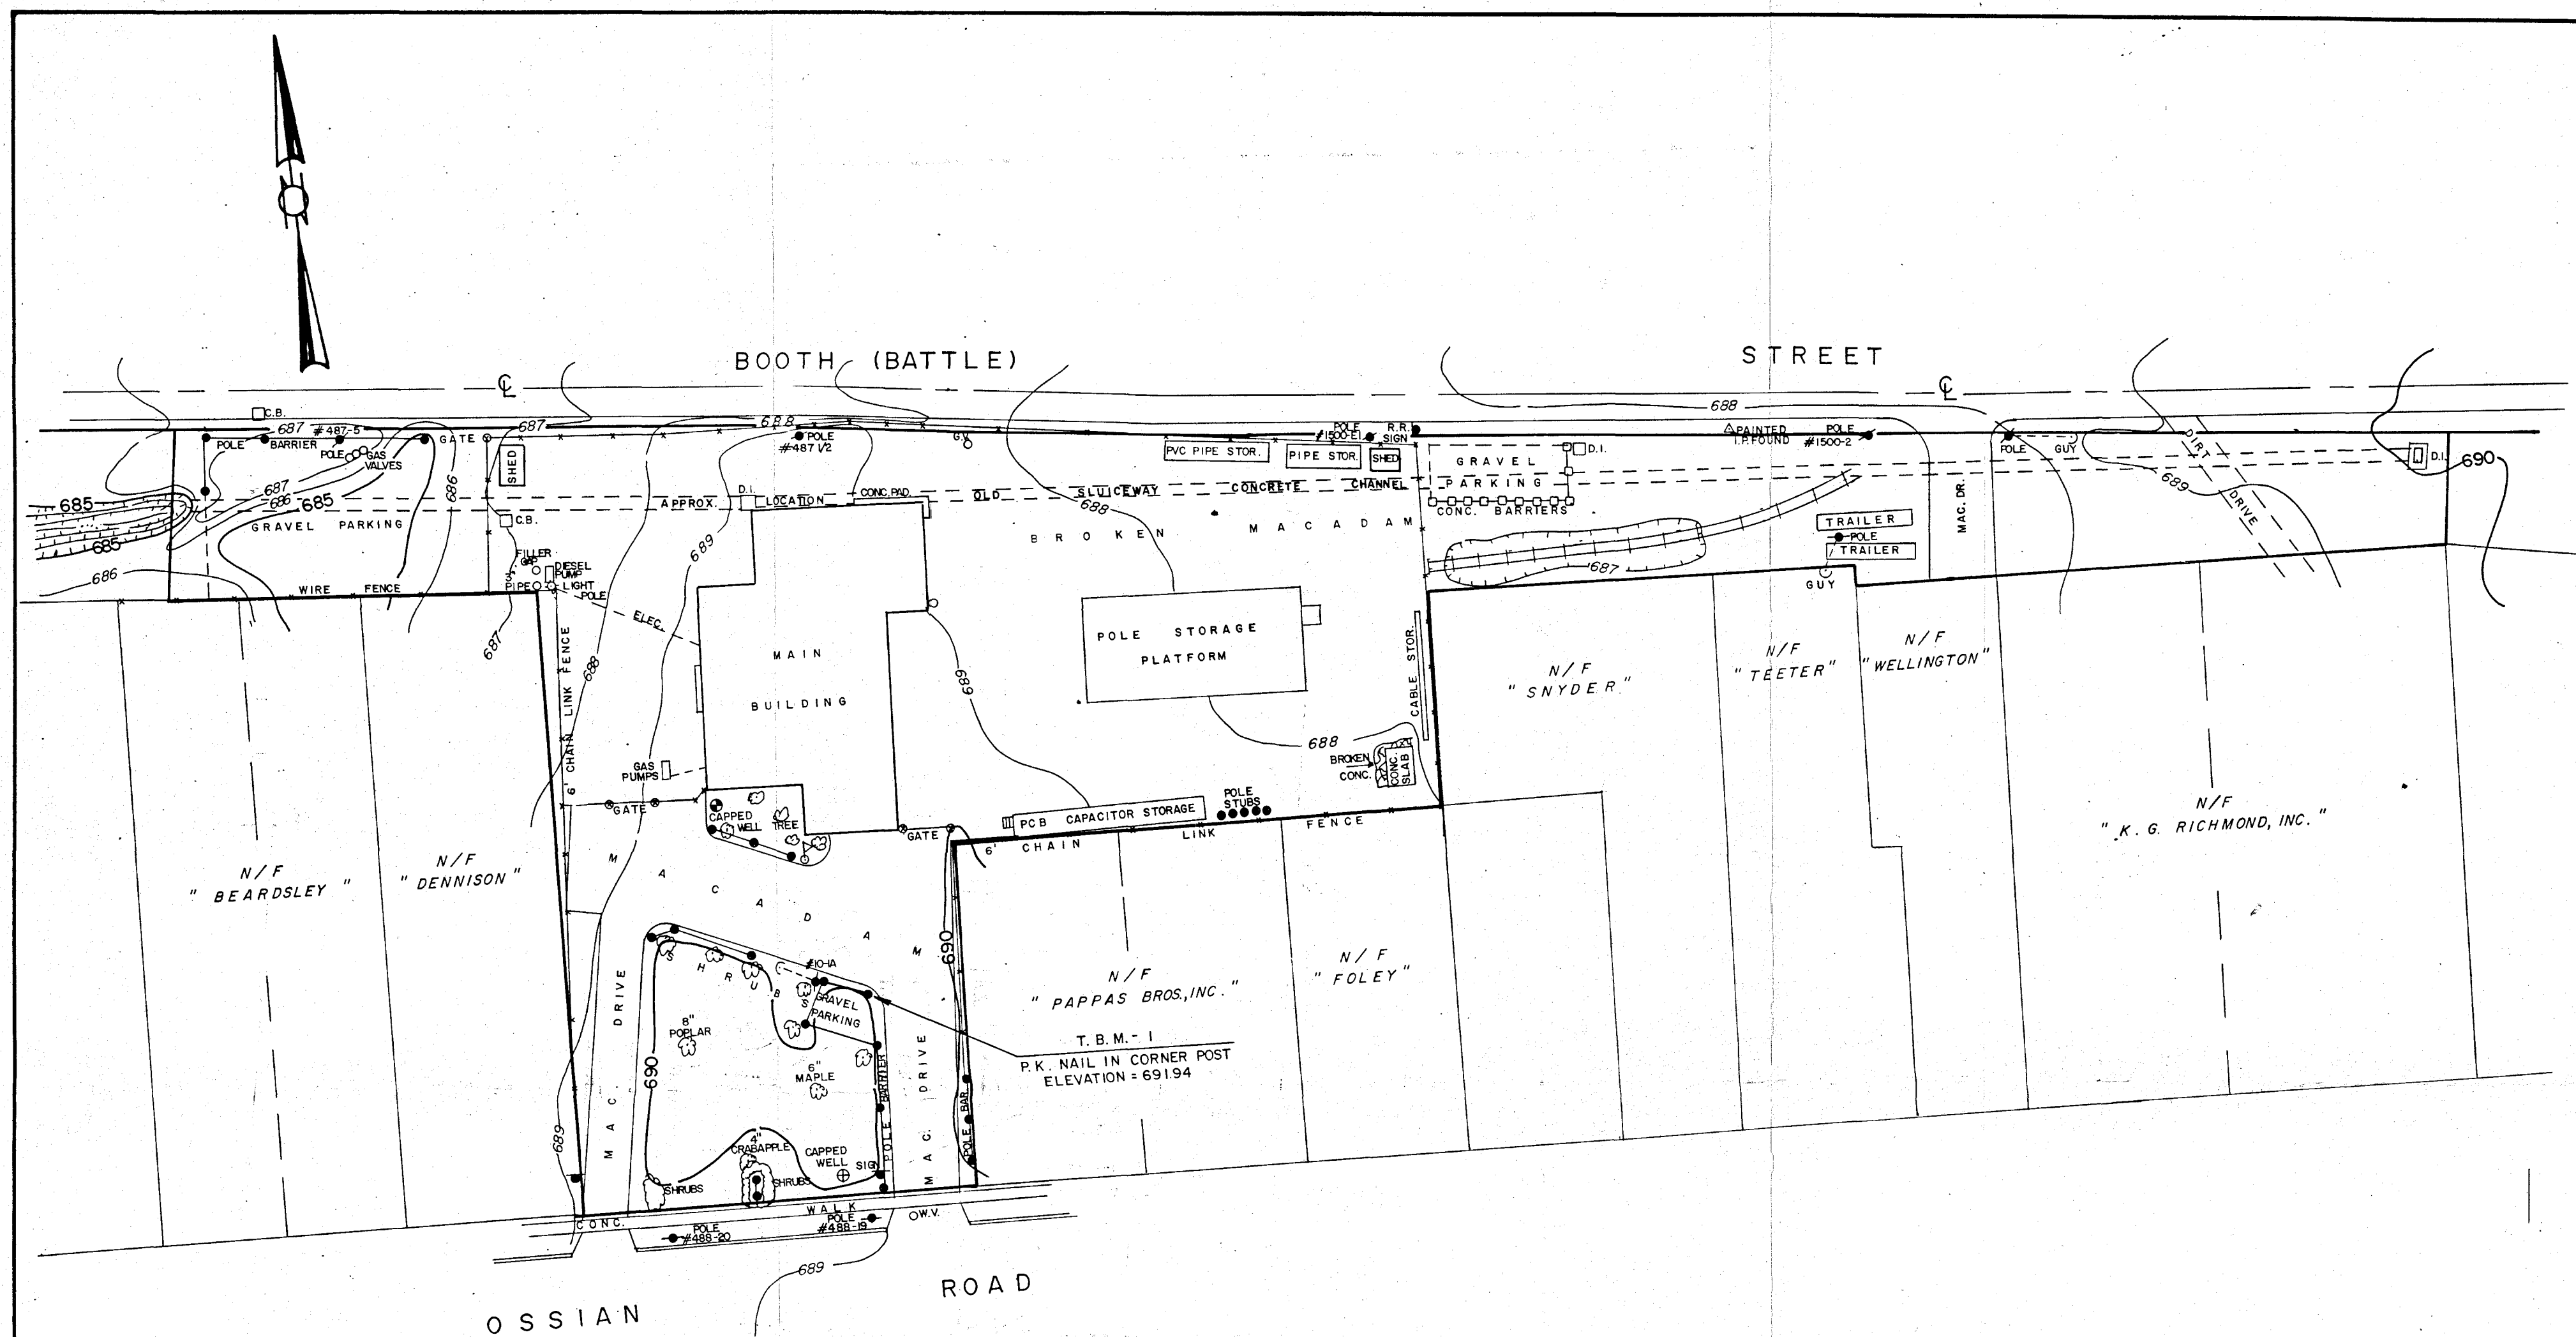 BOOTH (BATTLE) STREET
℄
℄
C.B.
687
#487-5
687
688
688
POLE
BARRIER
GATE
POLE
GAS
VALVES
SHED
POLE
#487 1/2
G.V.
POLE
#1500-E1
R.R.
SIGN
PVC PIPE STOR.
PIPE STOR.
SHED
D.I.
PAINTED
I.P. FOUND
POLE
#1500-2
POLE
GUY
DIRT DRIVE
D.I.
690
689
685
685
687
686
685
686
GRAVEL PARKING
686
C.B.
APPROX. LOCATION OLD SLUICEWAY CONCRETE CHANNEL
D.I.
CONC. PAD.
688
689
GRAVEL
PARKING
CONC. BARRIERS
BROKEN MACADAM
687
TRAILER
POLE
TRAILER
GUY
MAC. DR.
WIRE FENCE
FILLER
CAP
3"
PIPE
DIESEL
PUMP
LIGHT
POLE
ELEC.
687
688
6' CHAIN LINK FENCE
MAIN
BUILDING
689
POLE STORAGE
PLATFORM
CABLE STOR.
N/F
"SNYDER."
N/F
"TEETER"
N/F
"WELLINGTON"
688
BROKEN
CONC.
CONC.
SLAB
GAS
PUMPS
GATE
CAPPED
WELL
TREE
GATE
PCB CAPACITOR STORAGE
POLE
STUBS
6' CHAIN LINK FENCE
N/F
"BEARDSLEY"
N/F
"DENNISON"
N/F
"K. G. RICHMOND, INC."
MACADAM
690
#10-1A
SHRUBS
GRAVEL
PARKING
N/F
"PAPPAS BROS., INC."
N/F
"FOLEY"
MAC. DRIVE
8"
POPLAR
690
6"
MAPLE
POLE BARRIER
MAC. DRIVE
POLE BAR.
T.B.M.- 1
P.K. NAIL IN CORNER POST
ELEVATION = 691.94
689
4"
CRABAPPLE
CAPPED
WELL
SIGN
SHRUBS
SHRUBS
CONC. WALK
POLE
#488-20
POLE
#488-19
W.V.
689
OSSIAN ROAD